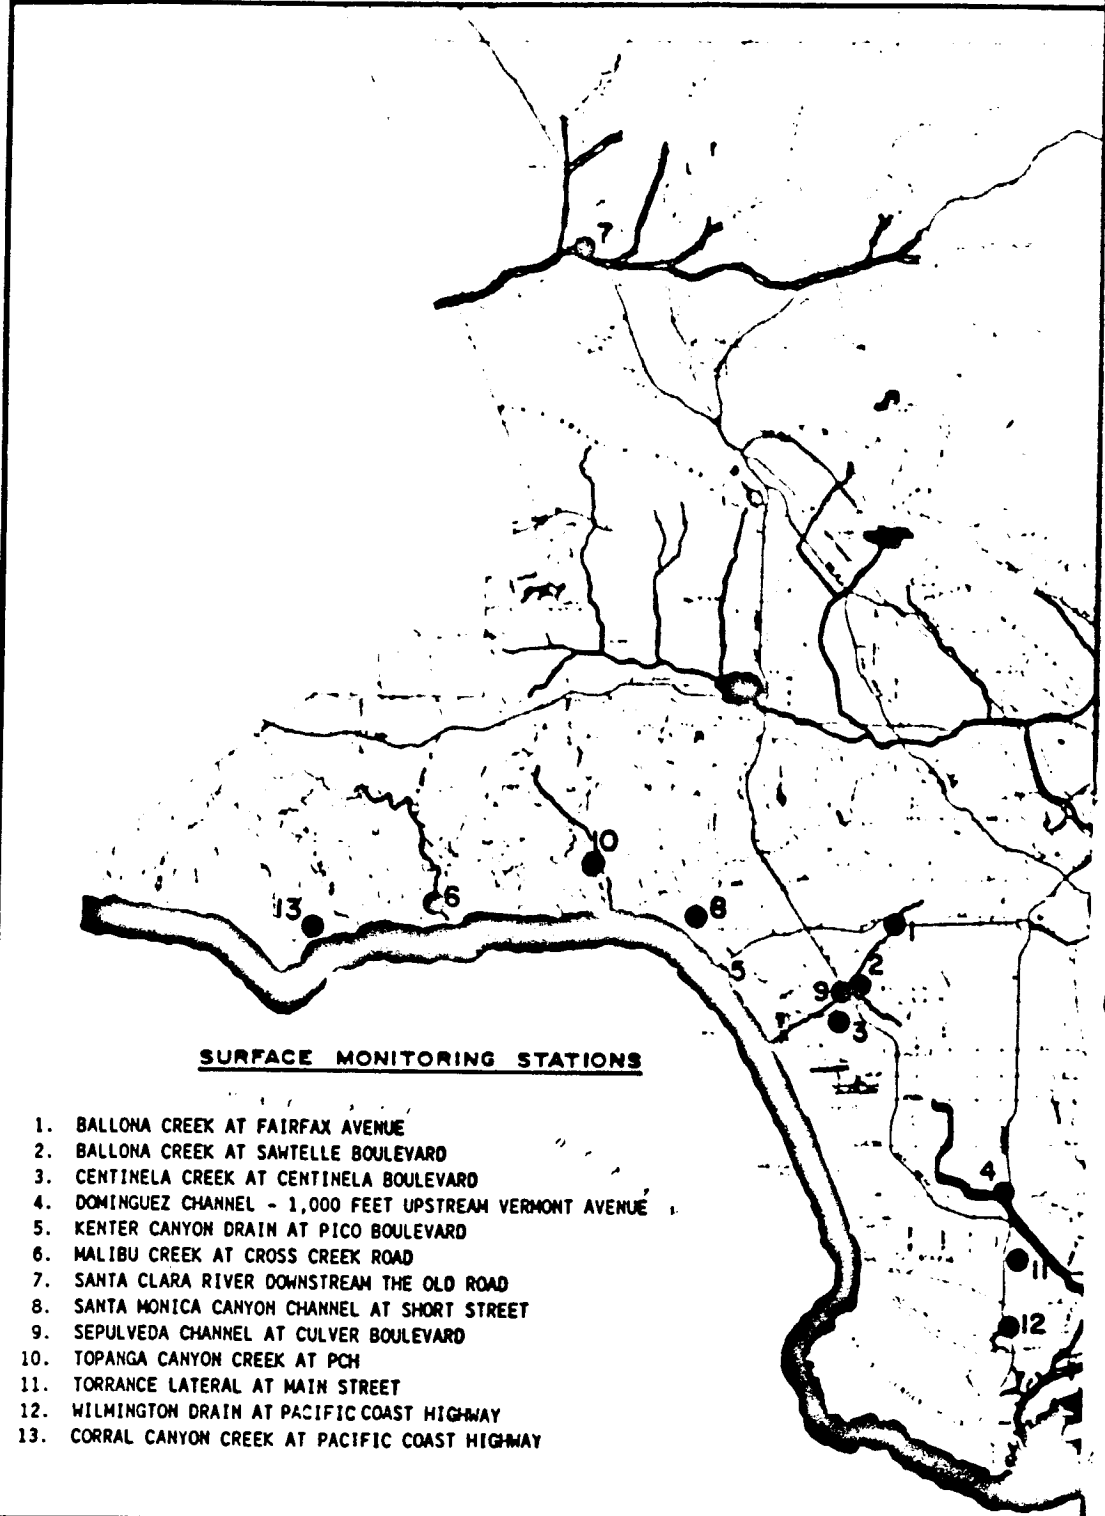 7
10
6
13
8
5
1
2
9
3
4
11
12
SURFACE MONITORING STATIONS
1. BALLONA CREEK AT FAIRFAX AVENUE
2. BALLONA CREEK AT SAWTELLE BOULEVARD
3. CENTINELA CREEK AT CENTINELA BOULEVARD
4. DOMINGUEZ CHANNEL - 1,000 FEET UPSTREAM VERMONT AVENUE
5. KENTER CANYON DRAIN AT PICO BOULEVARD
6. MALIBU CREEK AT CROSS CREEK ROAD
7. SANTA CLARA RIVER DOWNSTREAM THE OLD ROAD
8. SANTA MONICA CANYON CHANNEL AT SHORT STREET
9. SEPULVEDA CHANNEL AT CULVER BOULEVARD
10. TOPANGA CANYON CREEK AT PCH
11. TORRANCE LATERAL AT MAIN STREET
12. WILMINGTON DRAIN AT PACIFIC COAST HIGHWAY
13. CORRAL CANYON CREEK AT PACIFIC COAST HIGHWAY